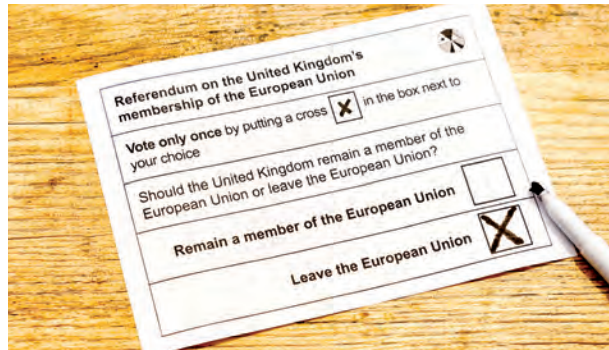 Referendum on the United Kingdom's
membership of the European Union
Vote only once by putting a cross X in the box next to
your choice
Should the United Kingdom remain a member of the
European Union or leave the European Union?
Remain a member of the European Union
Leave the European Union X